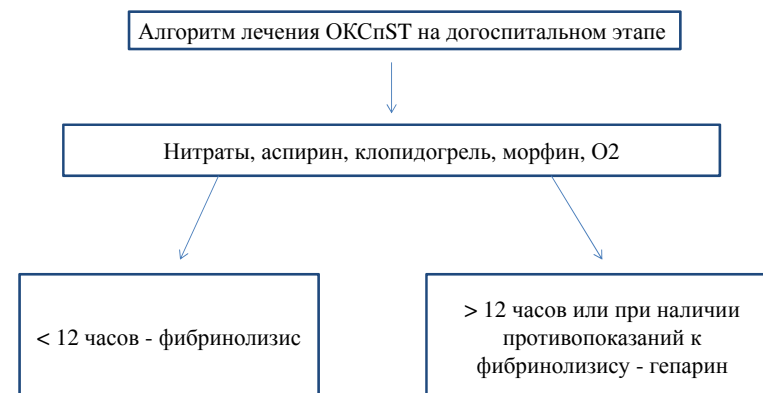 Алгоритм лечения ОКСпST на догоспитальном этапе
Нитраты, аспирин, клопидогрель, морфин, О2
< 12 часов - фибринолизис
> 12 часов или при наличии
противопоказаний к
фибринолизису - гепарин